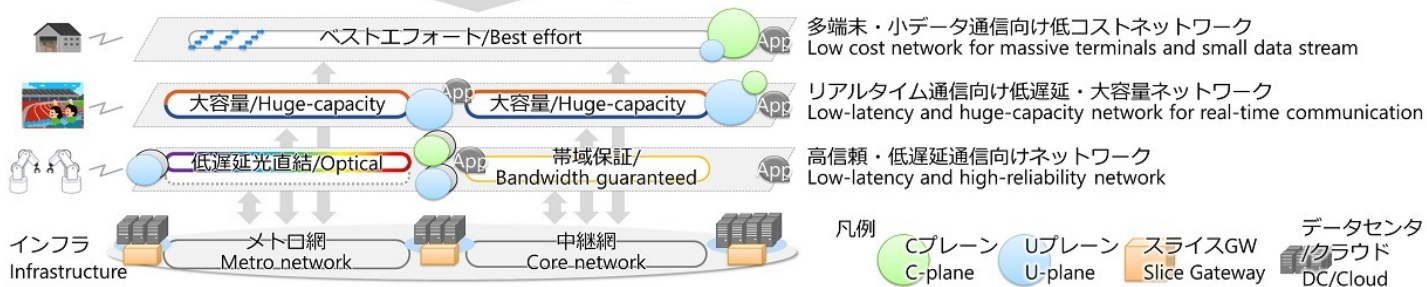 ベストエフォート/Best effort
App
多端末・小データ通信向け低コストネットワーク
Low cost network for massive terminals and small data stream
大容量/Huge-capacity
App
大容量/Huge-capacity
App
リアルタイム通信向け低遅延・大容量ネットワーク
Low-latency and huge-capacity network for real-time communication
低遅延光直結/Optical
App
帯域保証/
Bandwidth guaranteed
App
高信頼・低遅延通信向けネットワーク
Low-latency and high-reliability network
インフラ
Infrastructure
メトロ網
Metro network
中継網
Core network
凡例
Cプレーン
C-plane
Uプレーン
U-plane
スライスGW
Slice Gateway
データセンタ
/クラウド
DC/Cloud